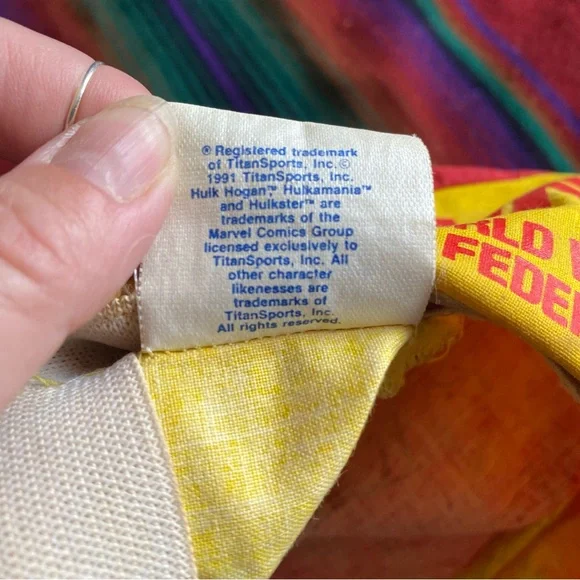 ® Registered trademark
of TitanSports, Inc.©
1991 TitanSports, Inc.
Hulk Hogan™ Hulkamania™
and Hulkster™ are
trademarks of the
Marvel Comics Group
licensed exclusively to
TitanSports, Inc. All
other character
likenesses are
trademarks of
TitanSports, Inc.
All rights reserved.
RLD W
FEDE